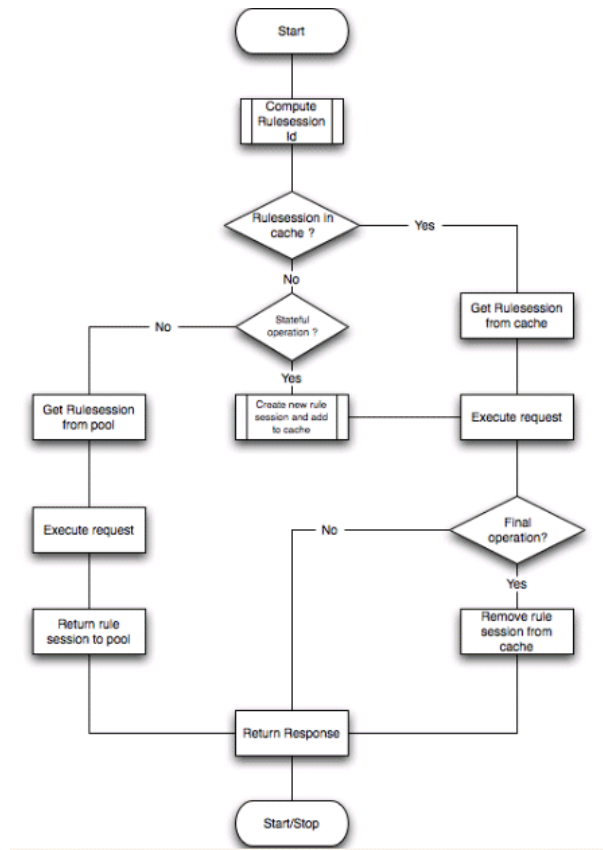 Start
Compute
Rulesession
Id
Rulesession in
cache ?
Yes
No
Get Rulesession
from cache
Stateful
operation ?
No
Yes
Get Rulesession
from pool
Create new rule
session and add
to cache
Execute request
Execute request
Final
operation?
No
Yes
Return rule
session to pool
Remove rule
session from
cache
Return Response
Start/Stop